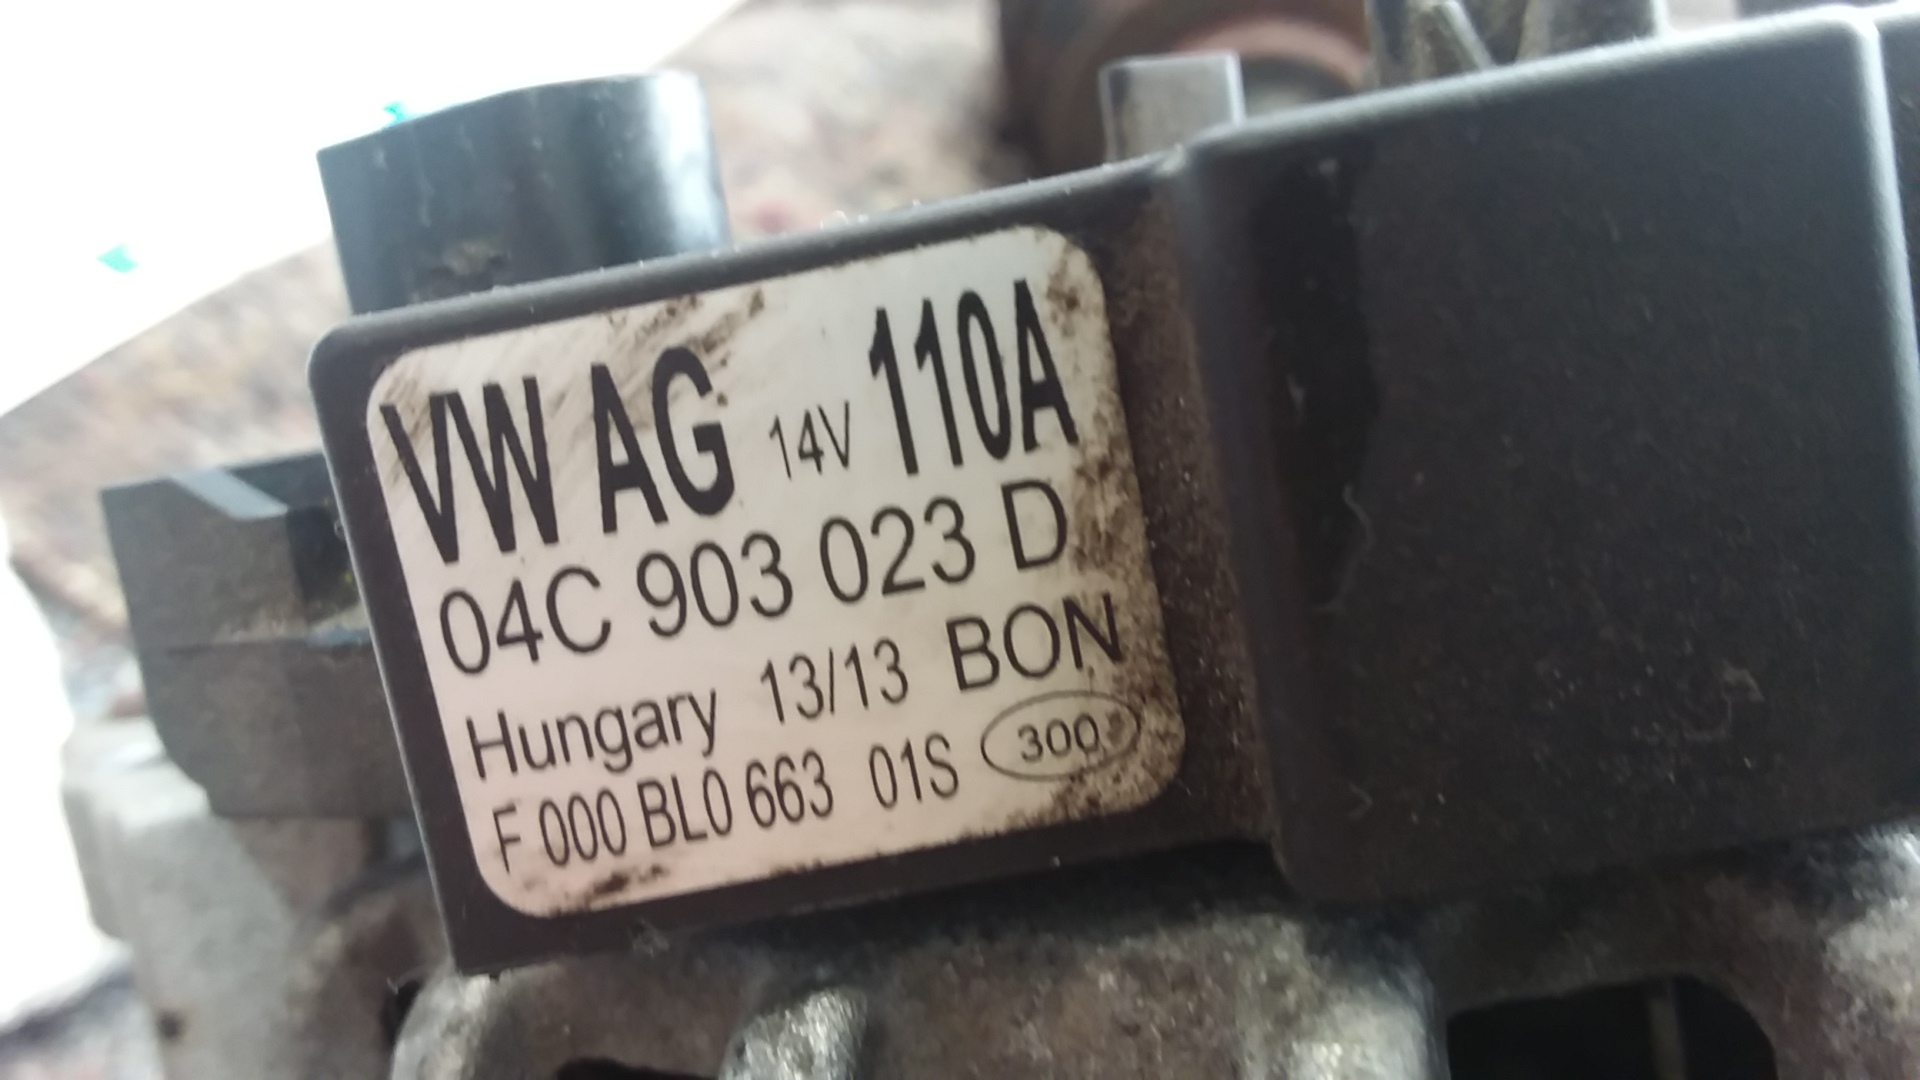 VW AG 14V 110A
04C 903 023 D
Hungary 13/13 BON
F 000 BL0 663 01S 300